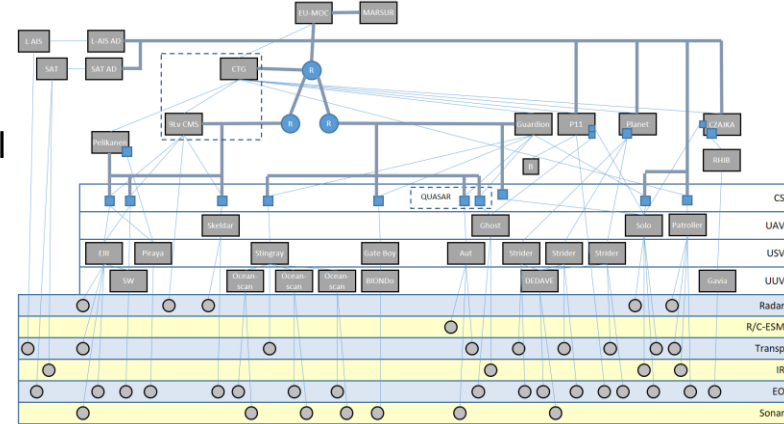 EU-MOC MARSUR
L AIS L-AIS AD
SAT SAT AD CTG R
9Lv CMS R R Guardion P11 Planet CZAJKA
Pelikanen
B RHIB
QUASAR CS
Skeldar Ghost Solo Patroller UAV
EIR Piraya Stingray Gate Boy Aut Strider Strider Strider USV
SW Ocean-scan Ocean-scan Ocean-scan BIONDo DEDAVE Gavia UUV
Radar
R/C-ESM
Transp
IR
EO
Sonar